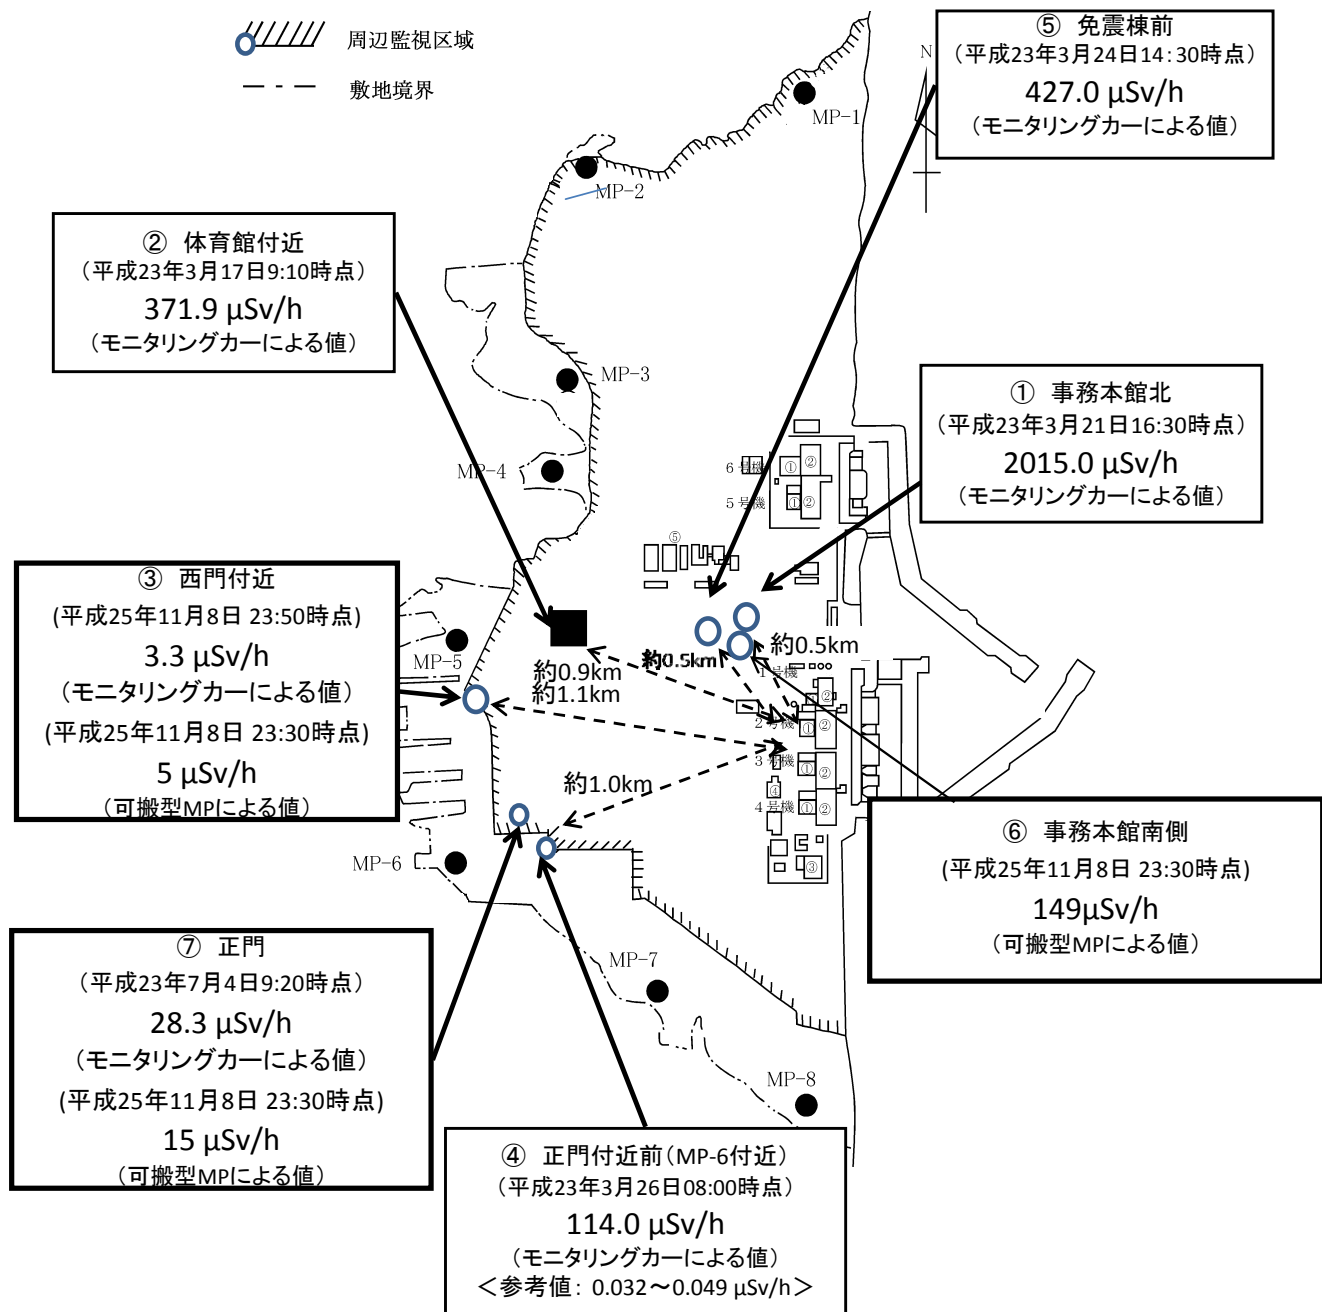 周辺監視区域
敷地境界
⑤ 免震棟前
（平成23年3月24日14:30時点）
427.0 μSv/h
（モニタリングカーによる値）
N
MP-1
MP-2
② 体育館付近
（平成23年3月17日9:10時点）
371.9 μSv/h
（モニタリングカーによる値）
MP-3
① 事務本館北
（平成23年3月21日16:30時点）
2015.0 μSv/h
（モニタリングカーによる値）
MP-4
6号機
① ②
5号機
① ②
⑤
③ 西門付近
(平成25年11月8日 23:50時点)
3.3 μSv/h
（モニタリングカーによる値）
(平成25年11月8日 23:30時点)
5 μSv/h
（可搬型MPによる値）
MP-5
約0.9km
約1.1km
約0.5km
約0.5km
1号機
②
2号機
① ②
3号機
① ②
約1.0km
④
4号機
① ②
③
MP-6
⑥ 事務本館南側
(平成25年11月8日 23:30時点)
149μSv/h
（可搬型MPによる値）
⑦ 正門
（平成23年7月4日9:20時点）
28.3 μSv/h
（モニタリングカーによる値）
(平成25年11月8日 23:30時点)
15 μSv/h
（可搬型MPによる値）
MP-7
MP-8
④ 正門付近前（MP-6付近）
（平成23年3月26日08:00時点）
114.0 μSv/h
（モニタリングカーによる値）
＜参考値: 0.032～0.049 μSv/h＞